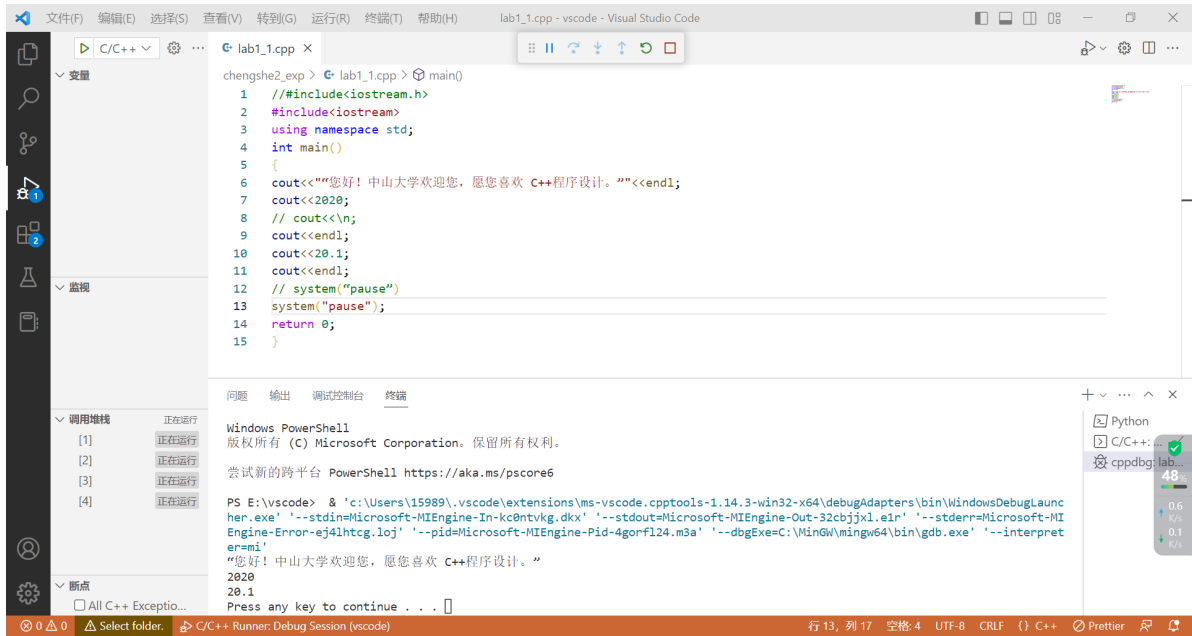 文件(F) 编辑(E) 选择(S) 查看(V) 转到(G) 运行(R) 终端(T) 帮助(H) lab1_1.cpp - vscode - Visual Studio Code
C/C++ lab1_1.cpp
变量
chengshe2_exp > lab1_1.cpp > main()
1 //#include<iostream.h>
2 #include<iostream>
3 using namespace std;
4 int main()
5 {
6 cout<<"“您好！中山大学欢迎您，愿您喜欢 C++程序设计。”"<<endl;
7 cout<<2020;
8 // cout<<\n;
9 cout<<endl;
10 cout<<20.1;
11 cout<<endl;
12 // system(“pause”)
13 system("pause");
14 return 0;
15 }
1
2
监视
调用堆栈 正在运行
[1] 正在运行
[2] 正在运行
[3] 正在运行
[4] 正在运行
断点
All C++ Exceptio...
问题 输出 调试控制台 终端
Windows PowerShell
版权所有 (C) Microsoft Corporation。保留所有权利。
尝试新的跨平台 PowerShell https://aka.ms/pscore6
PS E:\vscode> & 'c:\Users\15989\.vscode\extensions\ms-vscode.cpptools-1.14.3-win32-x64\debugAdapters\bin\WindowsDebugLaunc
her.exe' '--stdin=Microsoft-MIEngine-In-kc0ntvkg.dkx' '--stdout=Microsoft-MIEngine-Out-32cbjjxl.e1r' '--stderr=Microsoft-MI
Engine-Error-ej4lhtcg.loj' '--pid=Microsoft-MIEngine-Pid-4gorfl24.m3a' '--dbgExe=C:\MinGW\mingw64\bin\gdb.exe' '--interpret
er=mi'
“您好！中山大学欢迎您，愿您喜欢 C++程序设计。”
2020
20.1
Press any key to continue . . .
Python
C/C++: ...
cppdbg: lab...
48%
0.6
K/s
0.1
K/s
0 0 Select folder. C/C++ Runner: Debug Session (vscode) 行 13，列 17 空格: 4 UTF-8 CRLF {} C++ Prettier